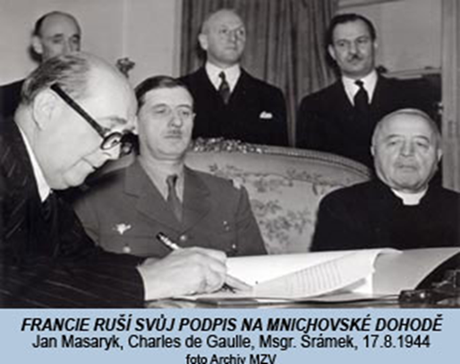 FRANCIE RUŠÍ SVŮJ PODPIS NA MNICHOVSKÉ DOHODĚ
Jan Masaryk, Charles de Gaulle, Msgr. Šrámek, 17.8.1944
foto Archiv MZV